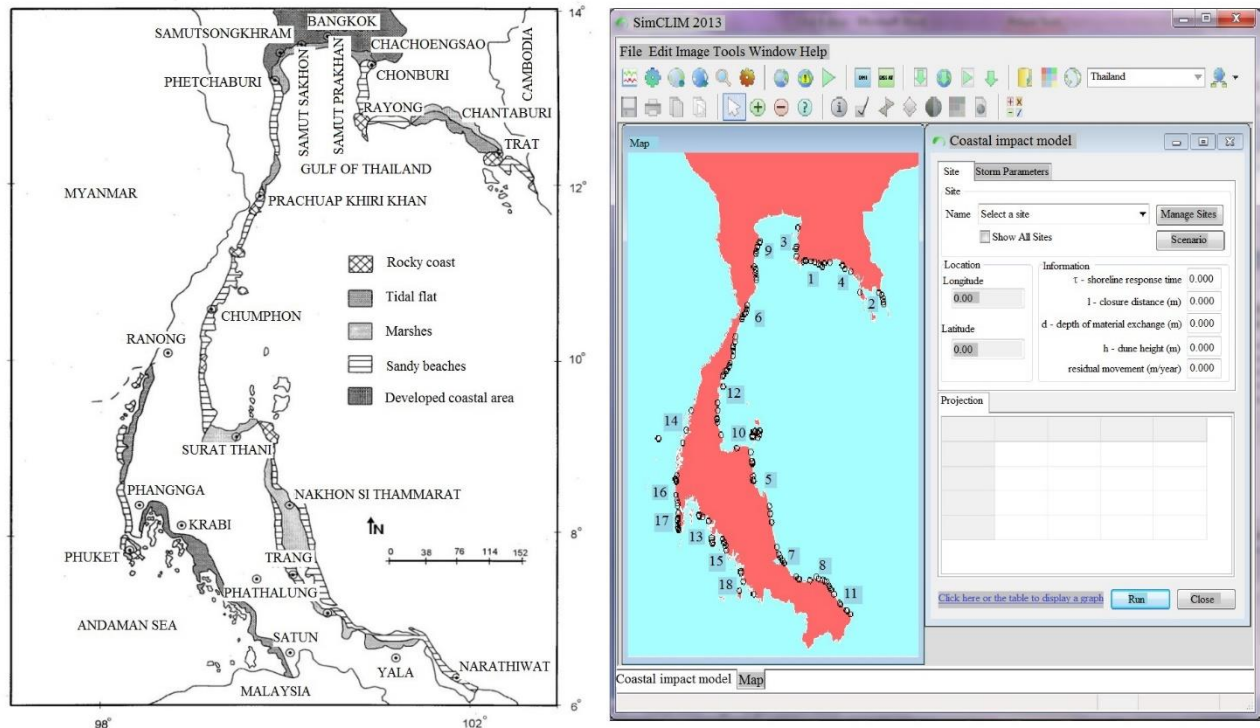 14°
BANGKOK
SAMUTSONGKHRAM
CHACHOENGSAO
PHETCHABURI
SAMUT SAKHON
SAMUT PRAKHAN
CHONBURI
CAMBODIA
RAYONG
CHANTABURI
TRAT
GULF OF THAILAND
MYANMAR
12°
PRACHUAP KHIRI KHAN
Rocky coast
Tidal flat
CHUMPHON
Marshes
RANONG
10°
Sandy beaches
Developed coastal area
SURAT THANI
PHANGNGA
NAKHON SI THAMMARAT
N
KRABI
8°
0 38 76 114 152
PHUKET
TRANG
PHATHALUNG
ANDAMAN SEA
SATUN
YALA
NARATHIWAT
MALAYSIA
6°
98°
102°
SimCLIM 2013
File Edit Image Tools Window Help
Thailand
Map
3
9
1
4
2
6
12
14
10
5
16
17
13
15
7
8
18
11
Coastal impact model
Site Storm Parameters
Site
Name Select a site Manage Sites
Show All Sites Scenario
Location Information
Longitude
0.00
Latitude
0.00
τ - shoreline response time 0.000
l - closure distance (m) 0.000
d - depth of material exchange (m) 0.000
h - dune height (m) 0.000
residual movement (m/year) 0.000
Projection
Click here or the table to display a graph Run Close
Coastal impact model Map